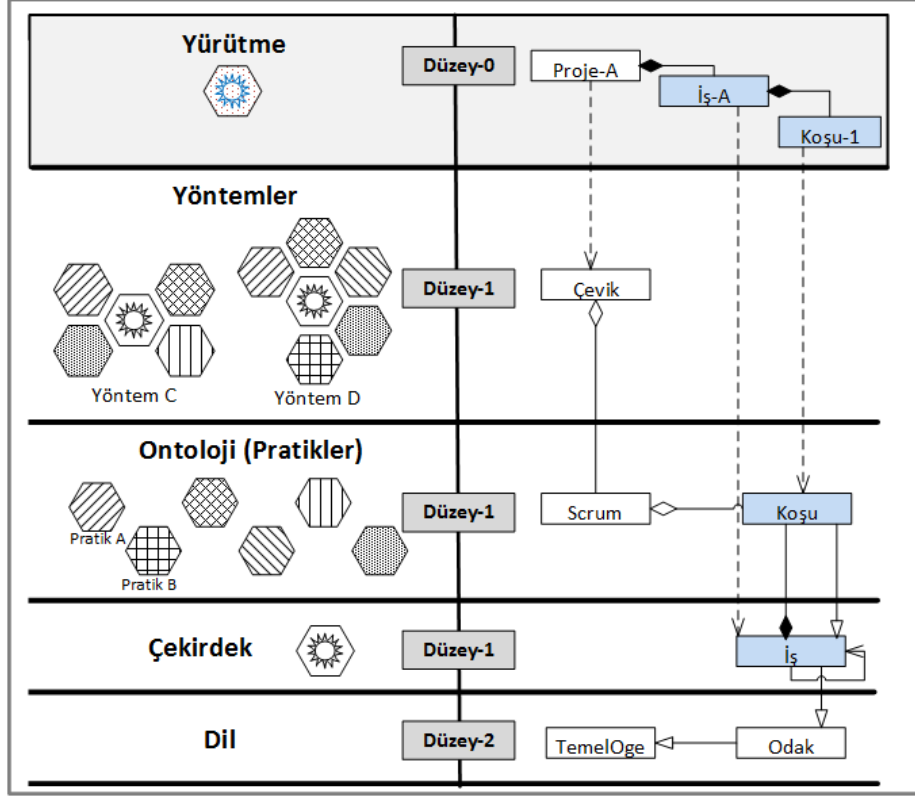 Yürütme
Düzey-0
Proje-A
İş-A
Koşu-1
Yöntemler
Düzey-1
Çevik
Yöntem C
Yöntem D
Ontoloji (Pratikler)
Düzey-1
Scrum
Koşu
Pratik A
Pratik B
Çekirdek
Düzey-1
İş
Dil
Düzey-2
TemelOge
Odak